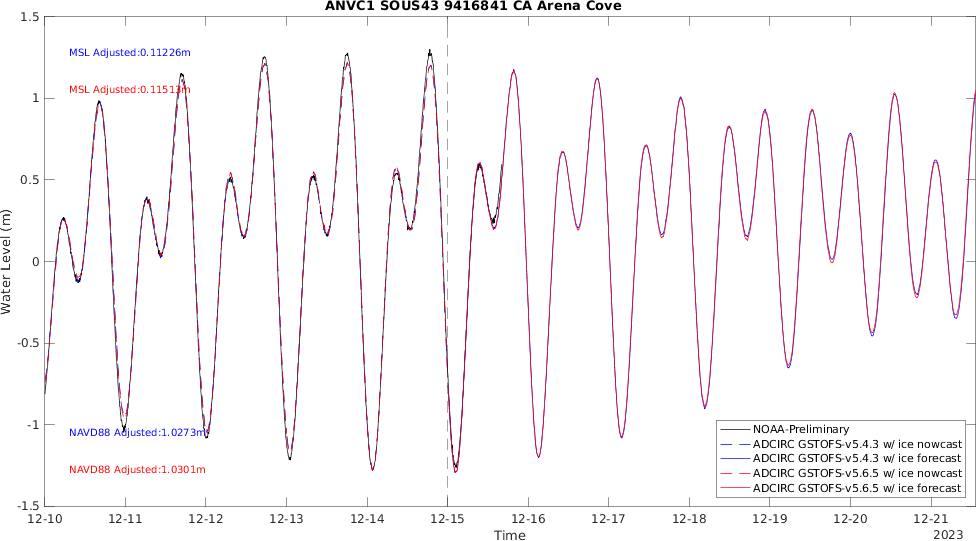 ANVC1 SOUS43 9416841 CA Arena Cove
MSL Adjusted:0.11226m
MSL Adjusted:0.11513m
NAVD88 Adjusted:1.0273m
NAVD88 Adjusted:1.0301m
Water Level (m)
1.5
1
0.5
0
-0.5
-1
-1.5
NOAA-Preliminary
ADCIRC GSTOFS-v5.4.3 w/ ice nowcast
ADCIRC GSTOFS-v5.4.3 w/ ice forecast
ADCIRC GSTOFS-v5.6.5 w/ ice nowcast
ADCIRC GSTOFS-v5.6.5 w/ ice forecast
12-10 12-11 12-12 12-13 12-14 12-15 12-16 12-17 12-18 12-19 12-20 12-21
Time
2023